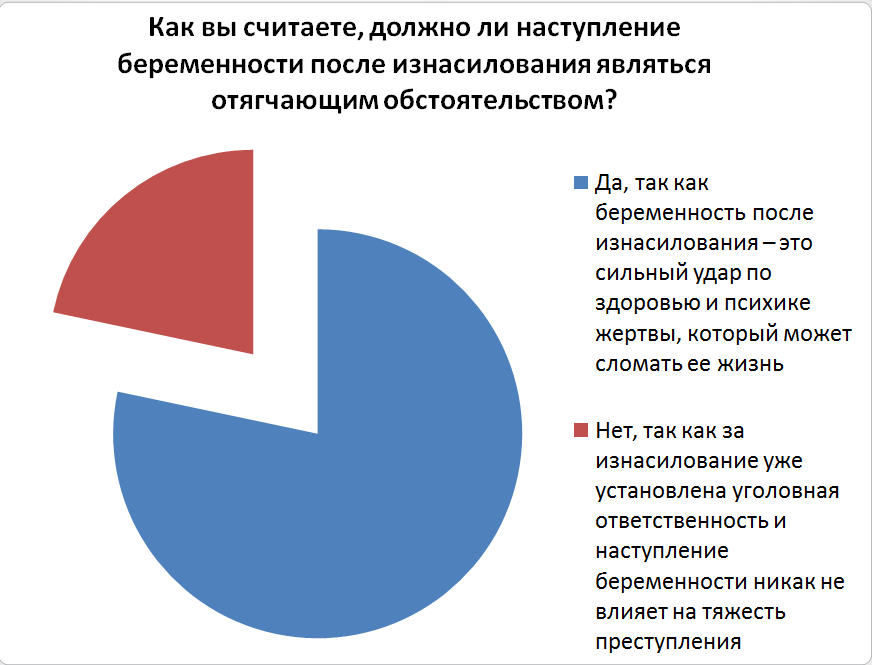 Как вы считаете, должно ли наступление
беременности после изнасилования являться
отягчающим обстоятельством?
Да, так как
беременность после
изнасилования – это
сильный удар по
здоровью и психике
жертвы, который может
сломать ее жизнь
Нет, так как за
изнасилование уже
установлена уголовная
ответственность и
наступление
беременности никак не
влияет на тяжесть
преступления